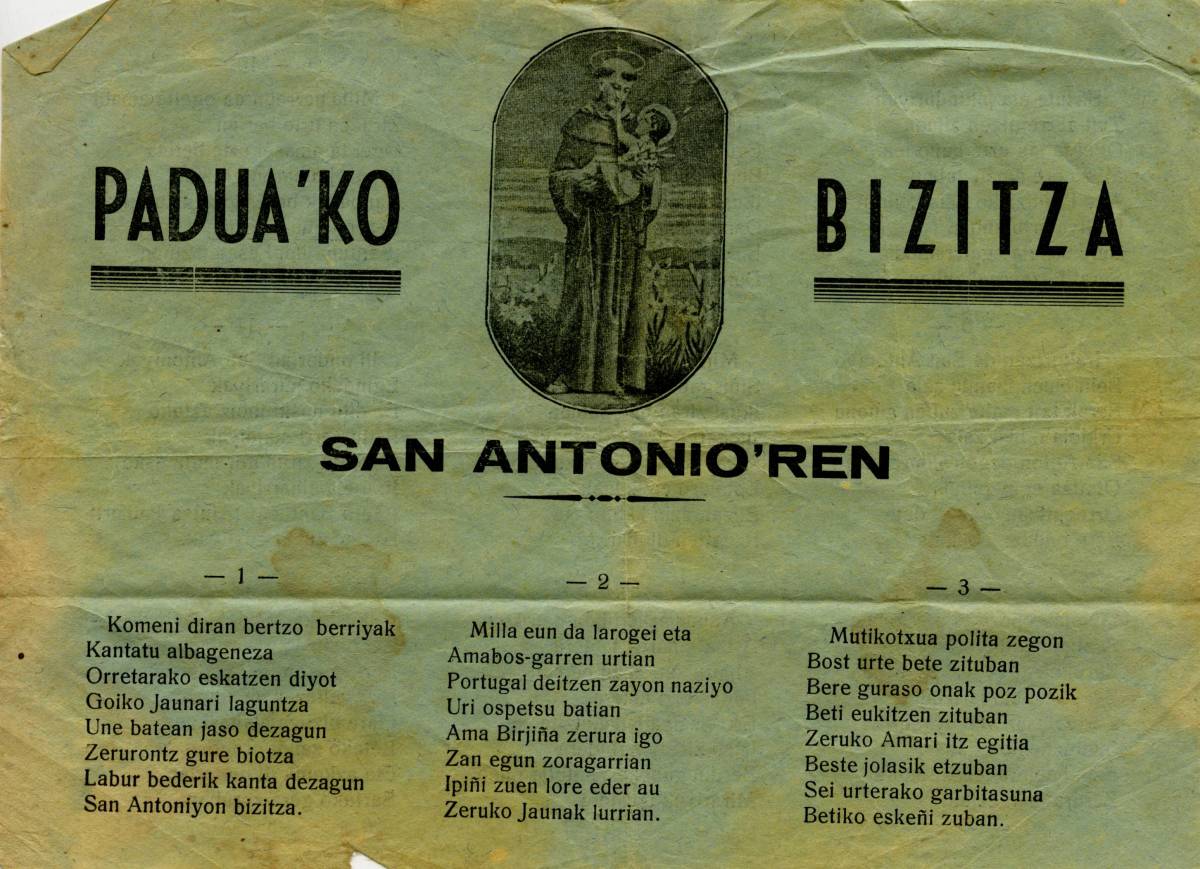 PADUA'KO
BIZITZA
SAN ANTONIO'REN
— 1 —
Komeni diran bertzo berriyak
Kantatu albageneza
Orretarako eskatzen diyot
Goiko Jaunari laguntza
Une batean jaso dezagun
Zerurontz gure biotza
Labur bederik kanta dezagun
San Antoniyon bizitza.
— 2 —
Milla eun da larogei eta
Amabos-garren urtian
Portugal deitzen zayon naziyo
Uri ospetsu batian
Ama Birjiña zerura igo
Zan egun zoragarrian
Ipiñi zuen lore eder au
Zeruko Jaunak lurrian.
— 3 —
Mutikotxua polita zegon
Bost urte bete zituban
Bere guraso onak poz pozik
Beti eukitzen zituban
Zeruko Amari itz egitia
Beste jolasik etzuban
Sei urterako garbitasuna
Betiko eskeñi zuban.